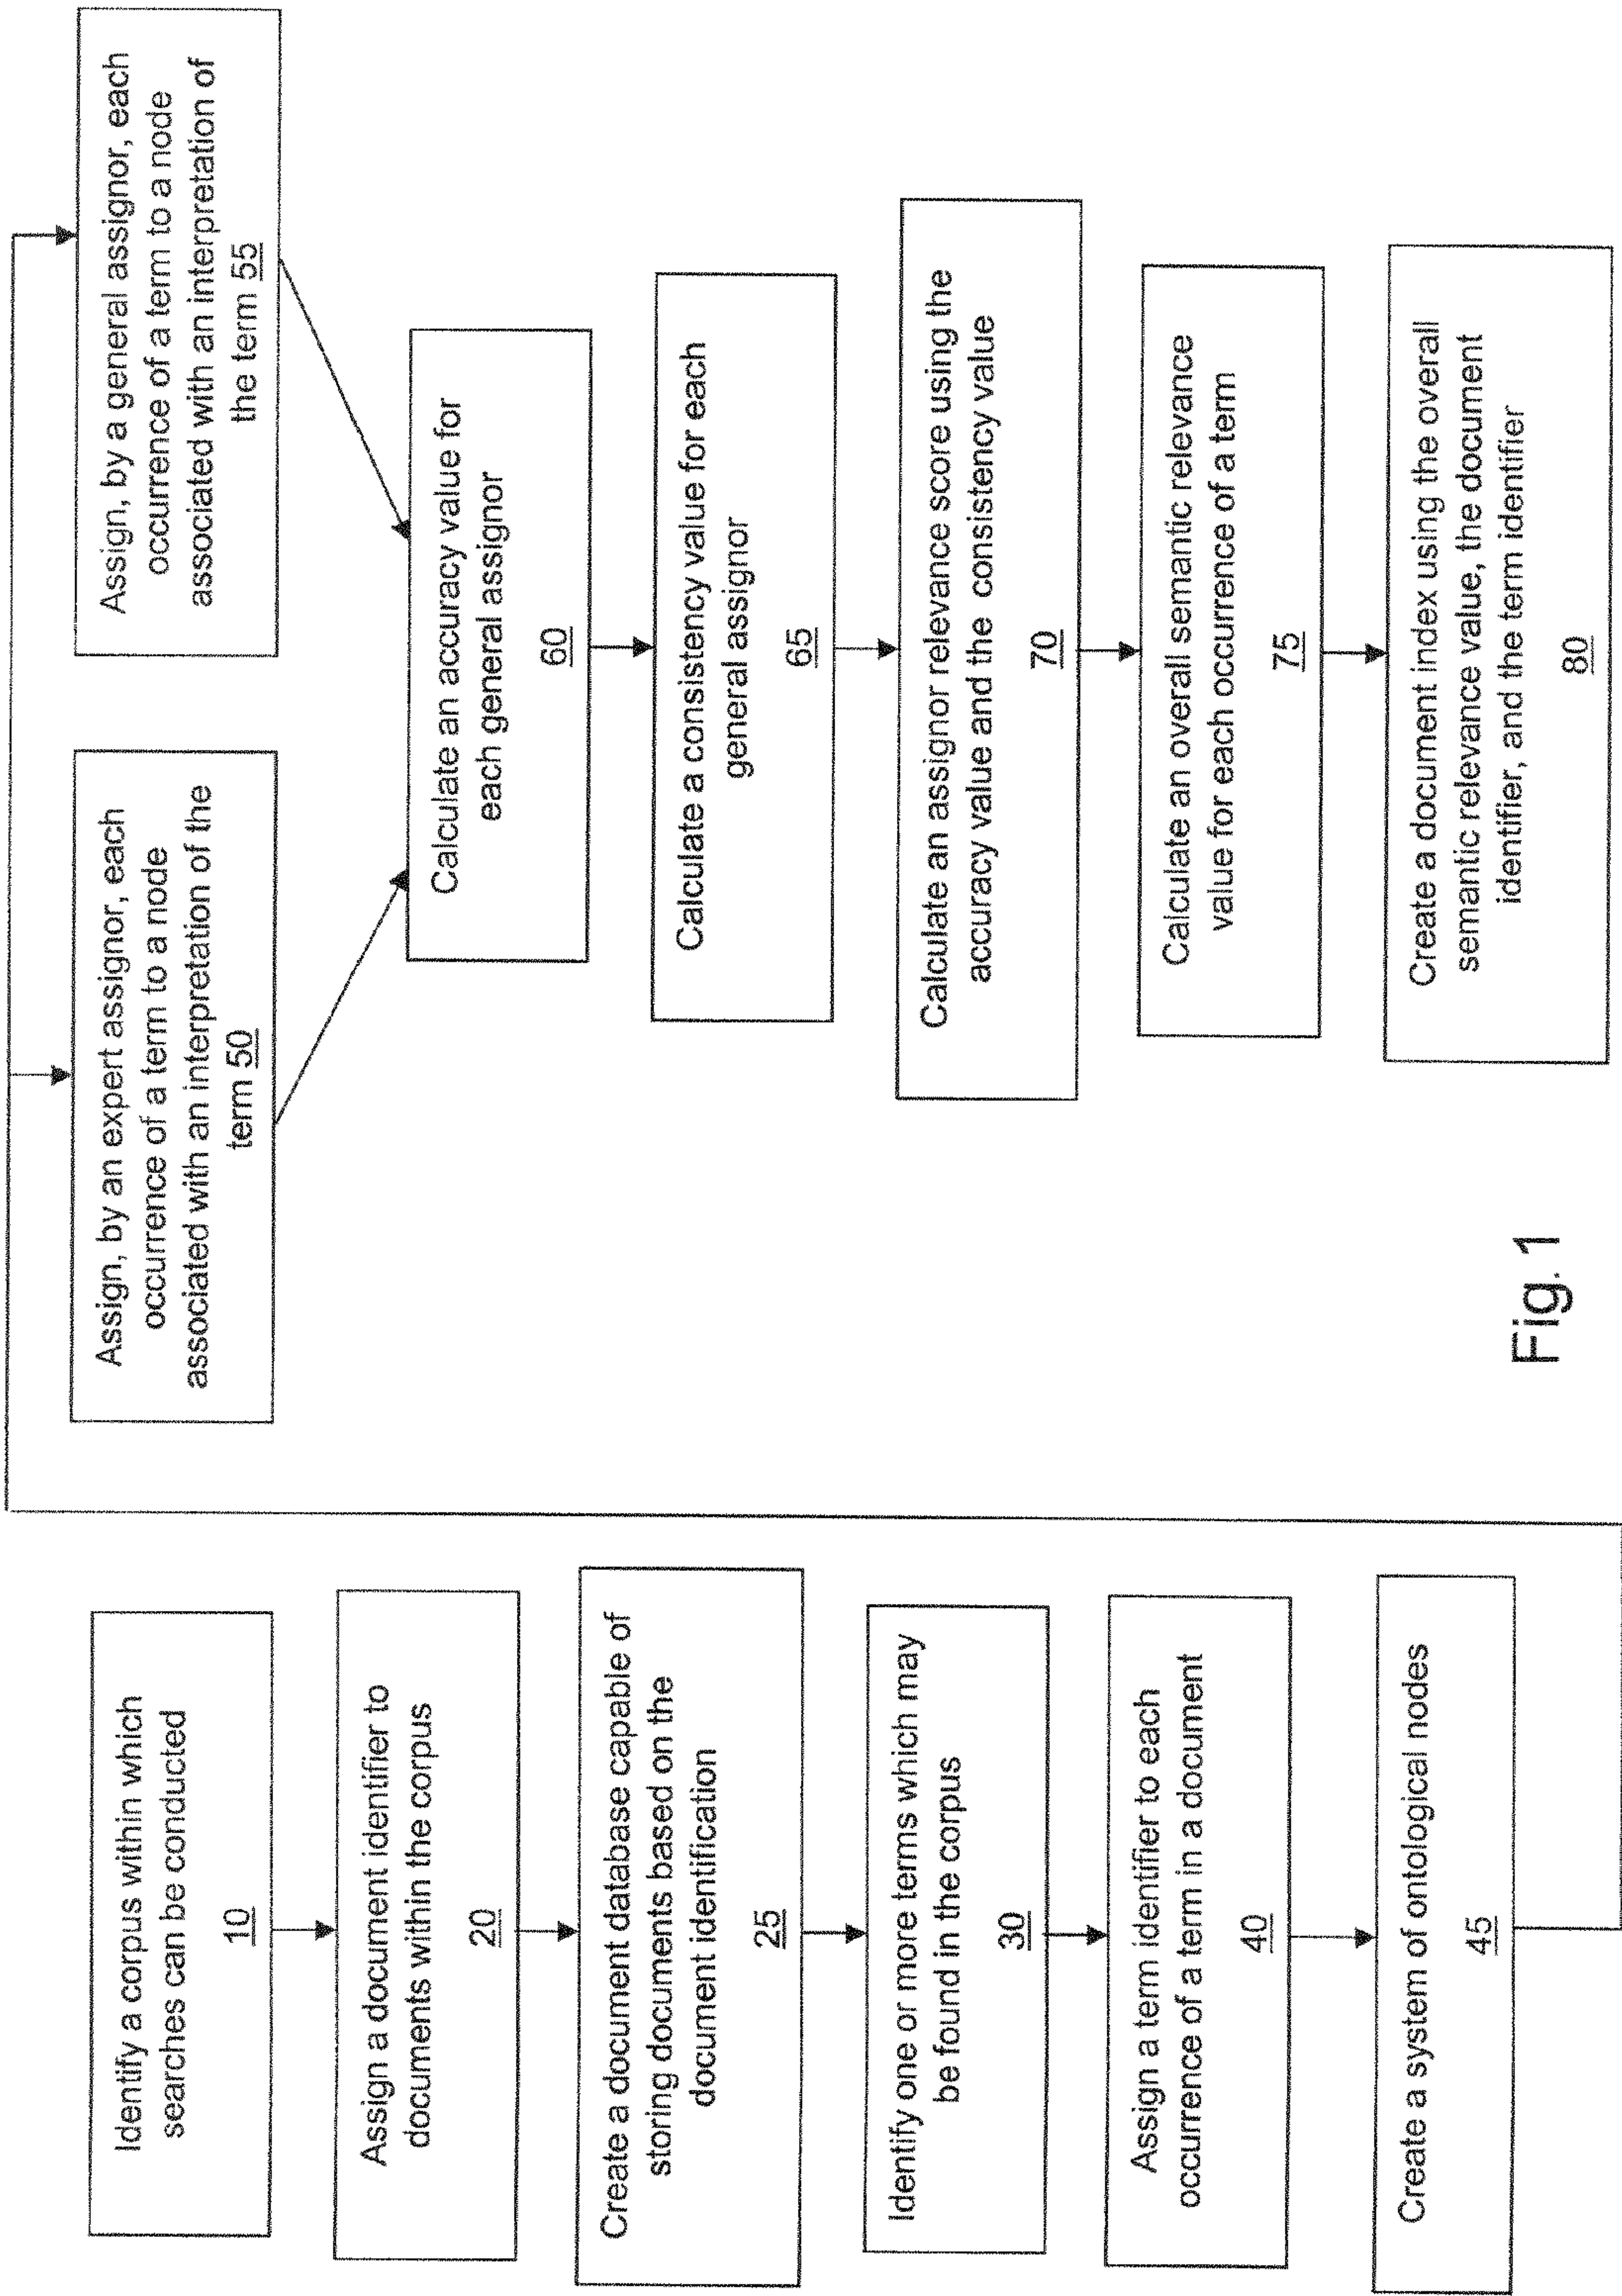 Identify a corpus within which
searches can be conducted
10
Assign a document identifier to
documents within the corpus
20
Create a document database capable of
storing documents based on the
document identification
25
Identify one or more terms which may
be found in the corpus
30
Assign a term identifier to each
occurrence of a term in a document
40
Create a system of ontological nodes
45
Assign, by an expert assignor, each
occurrence of a term to a node
associated with an interpretation of the
term 50
Assign, by a general assignor, each
occurrence of a term to a node
associated with an interpretation of
the term 55
Calculate an accuracy value for
each general assignor
60
Calculate a consistency value for each
general assignor
65
Calculate an assignor relevance score using the
accuracy value and the consistency value
70
Calculate an overall semantic relevance
value for each occurrence of a term
75
Create a document index using the overall
semantic relevance value, the document
identifier, and the term identifier
80
Fig. 1